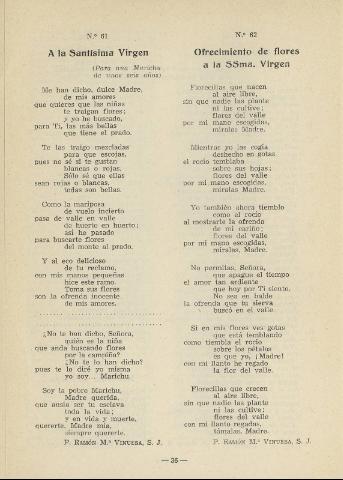 N.º 61
A la Santísima Virgen
(Para una Marichu
de unos seis años)
Me han dicho, dulce Madre,
de mis amores
que quieres que las niñas
te traigan flores;
y yo he buscado,
para Ti, las más bellas
que tiene el prado.
Te las traigo mezcladas
para que escojas,
pues no sé si te gustan
blancas o rojas.
Sólo sé que ellas
sean rojas o blancas,
todas son bellas.
Como la mariposa
de vuelo incierto
pasa de valle en valle
de huerto en huerto;
así ha pasado
para buscarte flores
del monte al prado.
Y al eco delicioso
de tu reclamo,
con mis manos pequeñas
hice este ramo.
Toma sus flores
son la ofrenda inocente
de mis amores.
¿No te han dicho, Señora,
quién es la niña
que anda buscando flores
por la campiña?
¿No te lo han dicho?
pues te lo diré yo misma
yo soy... Marichu.
Soy la pobre Marichu,
Madre querida,
que ansía ser tu esclava
toda la vida;
y en vida y muerte,
quererte, Madre mía,
siempre quererte.
P. Ramón M.ª Vinuesa, S. J.
N.º 62
Ofrecimiento de flores
a la SSma. Virgen
Florecillas que nacen
al aire libre,
sin que nadie las plante
ni las cultive;
flores del valle
por mi mano escogidas,
míralas Madre.
Mientras yo las cogía
deshecho en gotas
el rocío temblaba
sobre sus hojas;
flores del valle
por mi mano escogidas,
míralas Madre.
Yo también ahora tiemblo
como el rocío
al mostrarte la ofrenda
de mi cariño;
flores del valle
por mi mano escogidas,
míralas, Madre.
No permitas, Señora,
que apague el tiempo
el amor tan ardiente
que hoy por Ti siento.
No sea en balde
la ofrenda que tu sierva
buscó en el valle.
Si en mis flores ves gotas
que está temblando
como tiembla el rocío
sobre los pétalos
es que yo, ¡Madre!
con mi llanto he regado
la flor del valle.
Florecillas que crecen
al aire libre,
sin que nadie las plante
ni las cultive;
flores del valle
con mi llanto regadas,
tómalas, Madre.
P. Ramón M.ª Vinuesa, S. J.
— 36 —